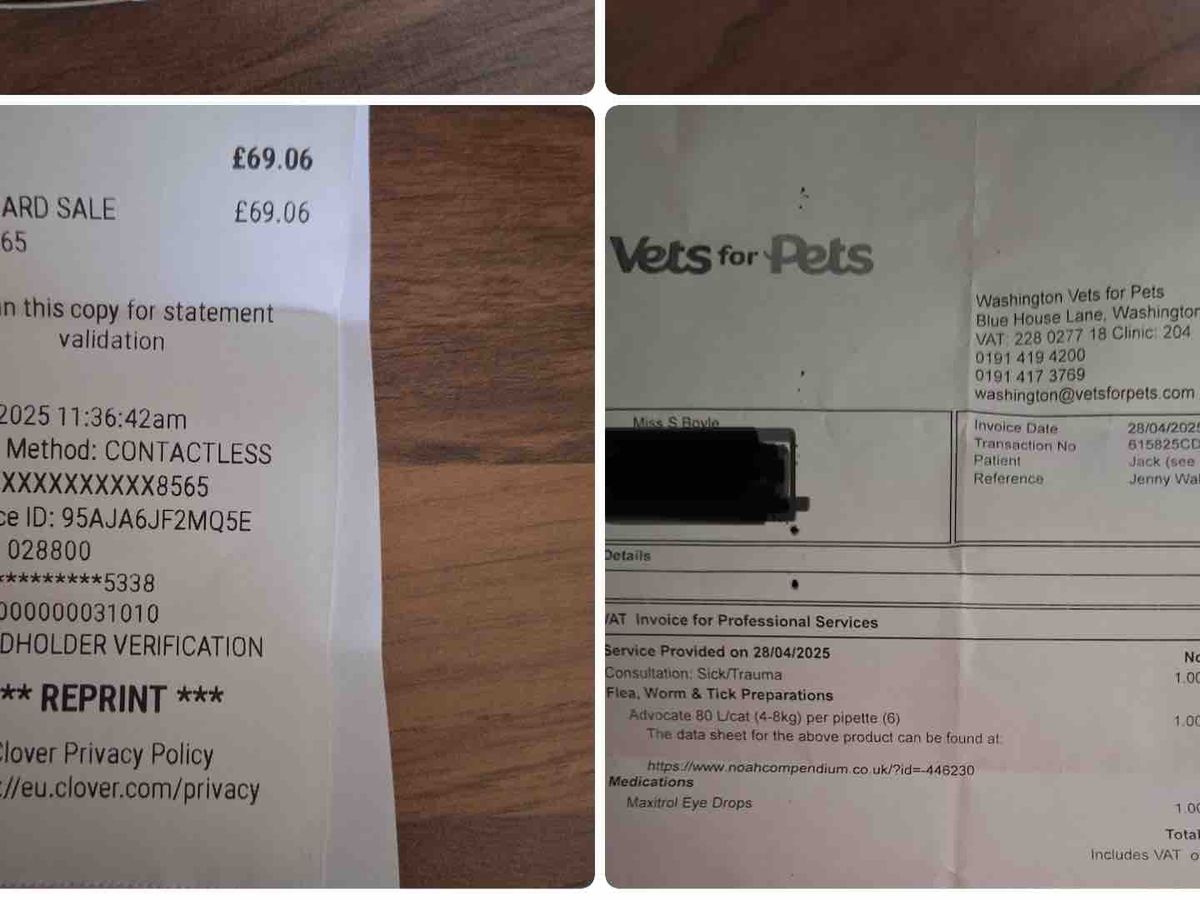 £69.06
ARD SALE £69.06
65
n this copy for statement
validation
2025 11:36:42am
Method: CONTACTLESS
XXXXXXXXXX8565
ce ID: 95AJA6JF2MQ5E
028800
*********5338
000000031010
DHOLDER VERIFICATION
** REPRINT ***
Clover Privacy Policy
://eu.clover.com/privacy
Vets for Pets
Washington Vets for Pets
Blue House Lane, Washington
VAT: 228 0277 18 Clinic: 204
0191 419 4200
0191 417 3769
washington@vetsforpets.com
Miss S Boyle
Invoice Date 28/04/2025
Transaction No 615825CD
Patient Jack (see
Reference Jenny Wal
Details
VAT Invoice for Professional Services
Service Provided on 28/04/2025 No
Consultation: Sick/Trauma 1.00
Flea, Worm & Tick Preparations
Advocate 80 L/cat (4-8kg) per pipette (6) 1.00
The data sheet for the above product can be found at:
https://www.noahcompendium.co.uk/?id=-446230
Medications
Maxitrol Eye Drops 1.00
Total
Includes VAT o